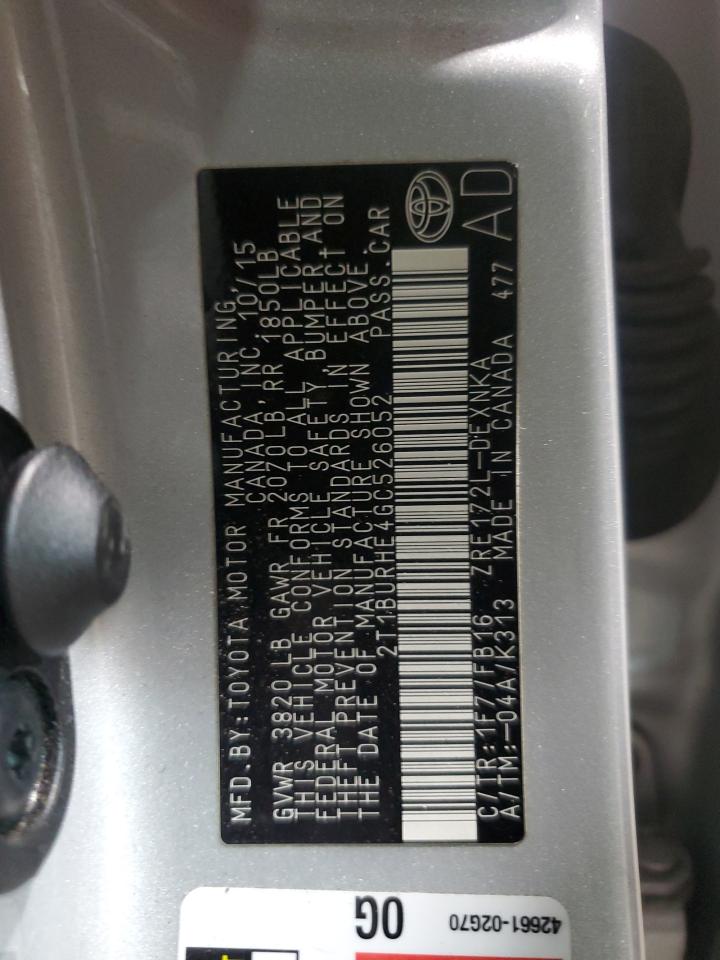 MFD.BY:TOYOTA MOTOR MANUFACTURING,
CANADA, INC. 10/15
GVWR 3820 LB GAWR FR 2070LB,RR 1850LB
THIS VEHICLE CONFORMS TO ALL APPLICABLE
FEDERAL MOTOR VEHICLE SAFETY, BUMPER, AND
THEFT PREVENTION STANDARDS IN EFFECT ON
THE DATE OF MANUFACTURE SHOWN ABOVE.
2T1BURHE4GC526052 PASS.CAR
C/TR:1F7/FB16 ZRE172L-DEXNKA
A/TM:-04A/K313 MADE IN CANADA 477
AD
0G
42661-02G70